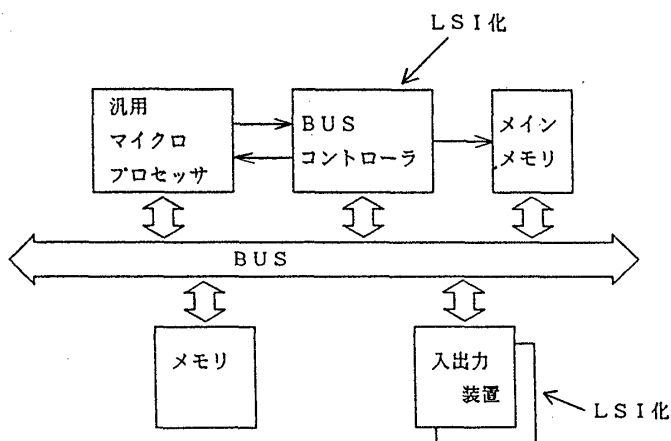 LSI化
汎用
マイクロ
プロセッサ
BUS
コントローラ
メイン
メモリ
BUS
メモリ
入出力
装置
LSI化